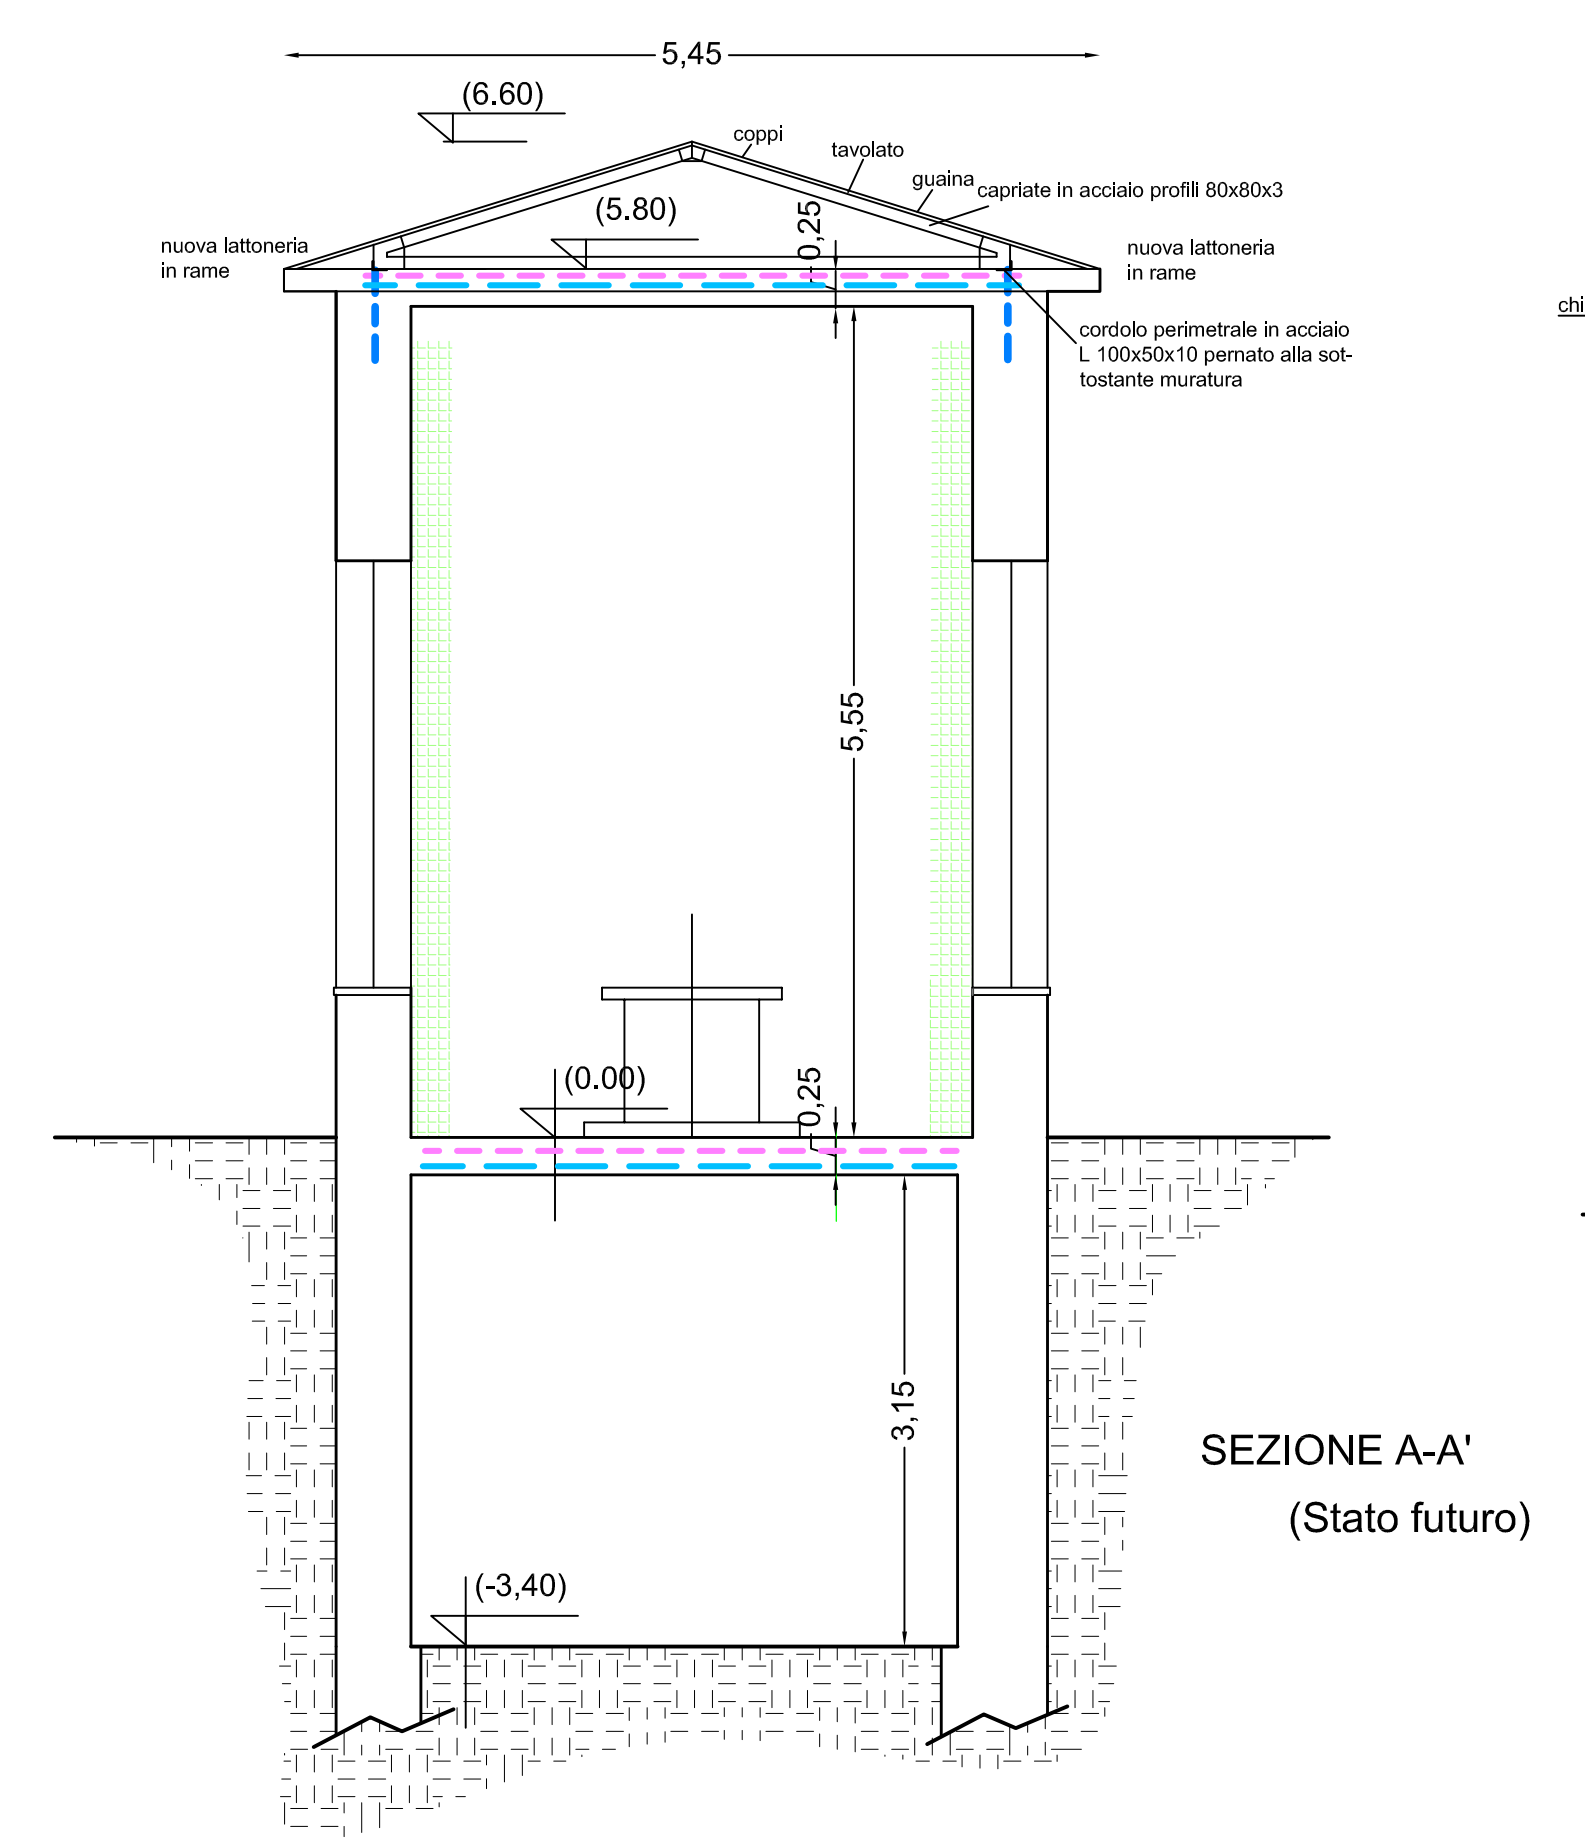 5,45
(6.60)
coppi
tavolato
guaina
capriate in acciaio profili 80x80x3
(5.80)
0,25
nuova lattoneria
in rame
nuova lattoneria
in rame
chi
cordolo perimetrale in acciaio
L 100x50x10 pernato alla sot-
tostante muratura
5,55
(0.00)
0,25
3,15
SEZIONE A-A'
(Stato futuro)
(-3,40)